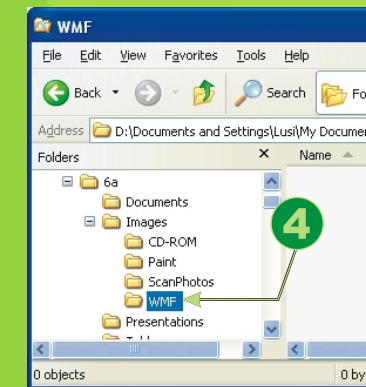 WMF
File Edit View Favorites Tools Help
Back Search Fo
Address D:\Documents and Settings\Lusi\My Documen
Folders × Name
6a
Documents
Images
CD-ROM
Paint
ScanPhotos
WMF
Presentations
4
0 objects 0 by